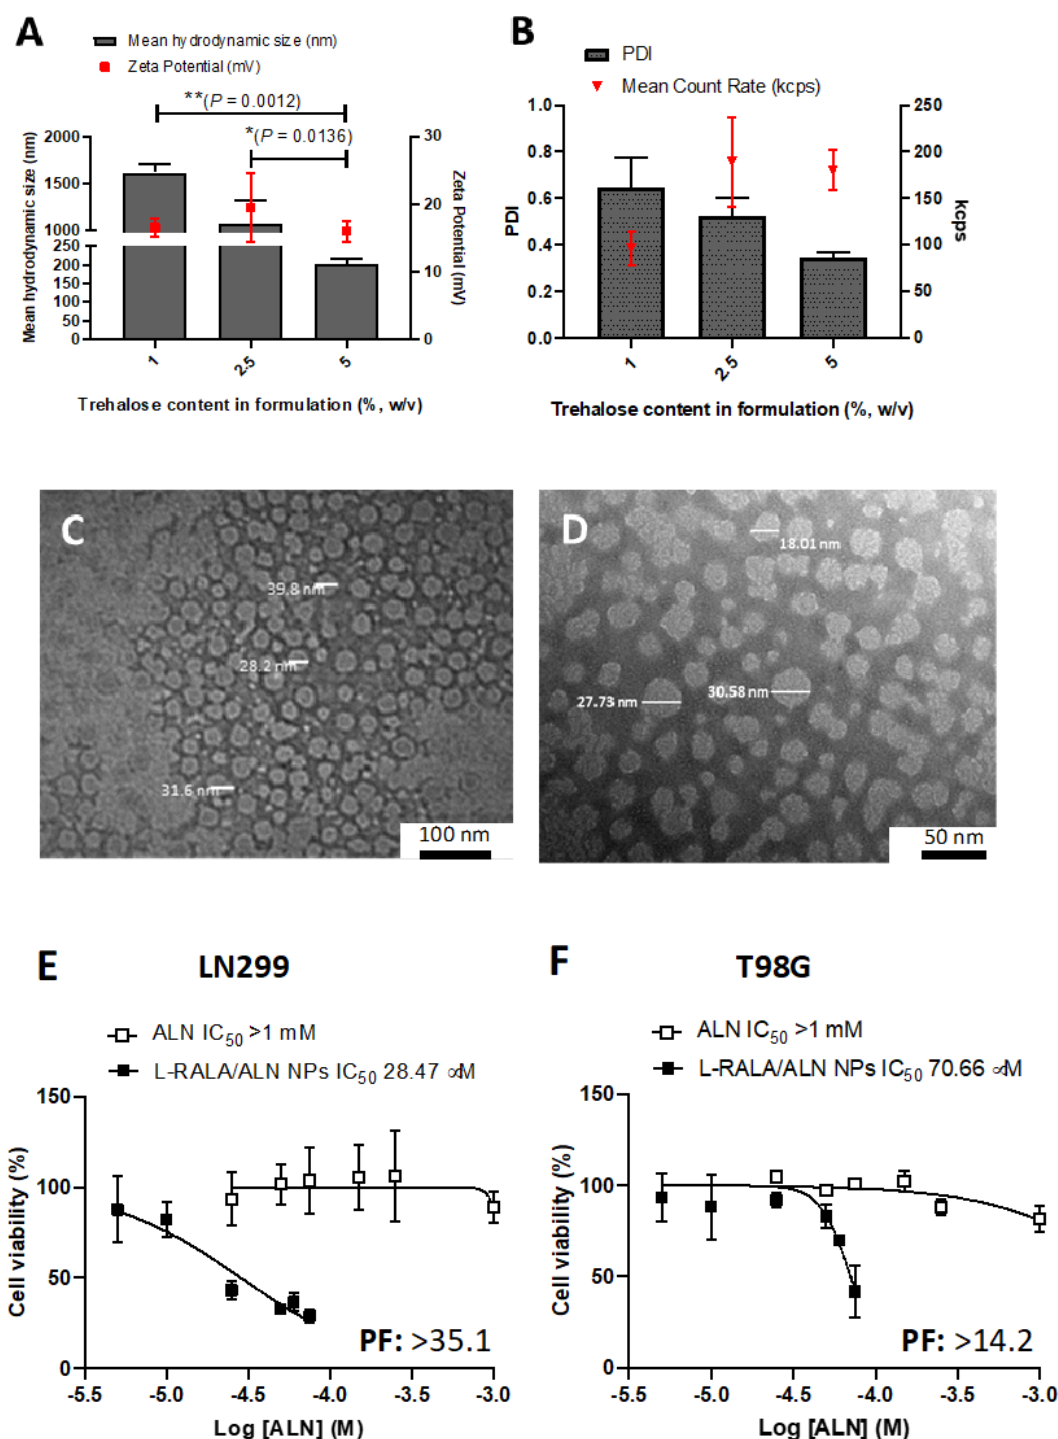 A
Mean hydrodynamic size (nm)
Zeta Potential (mV)
**(P = 0.0012)
*(P = 0.0136)
2000
1500
1000
250
200
150
100
50
0
Mean hydrodynamic size (nm)
30
20
10
0
Zeta Potential (mV)
1
2.5
5
Trehalose content in formulation (%, w/v)
B
PDI
Mean Count Rate (kcps)
1.0
0.8
0.6
0.4
0.2
0.0
PDI
250
200
150
100
50
0
kcps
1
2.5
5
Trehalose content in formulation (%, w/v)
C
39.8 nm
28.2 nm
31.6 nm
100 nm
D
18.01 nm
27.73 nm
30.58 nm
50 nm
E
LN299
ALN IC50 >1 mM
L-RALA/ALN NPs IC50 28.47 ∝M
150
100
50
0
Cell viability (%)
PF: >35.1
-5.5
-5.0
-4.5
-4.0
-3.5
-3.0
Log [ALN] (M)
F
T98G
ALN IC50 >1 mM
L-RALA/ALN NPs IC50 70.66 ∝M
150
100
50
0
Cell viability (%)
PF: >14.2
-5.5
-5.0
-4.5
-4.0
-3.5
-3.0
Log [ALN] (M)